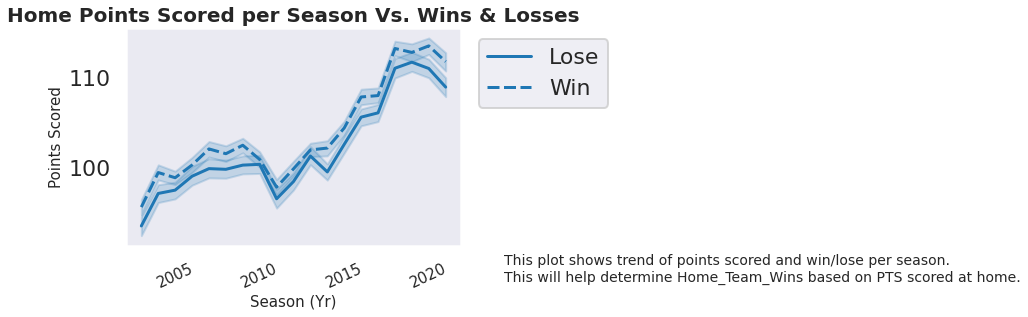 Home Points Scored per Season Vs. Wins & Losses
Lose
Win
110
100
Points Scored
2005 2010 2015 2020
Season (Yr)
This plot shows trend of points scored and win/lose per season.
This will help determine Home_Team_Wins based on PTS scored at home.